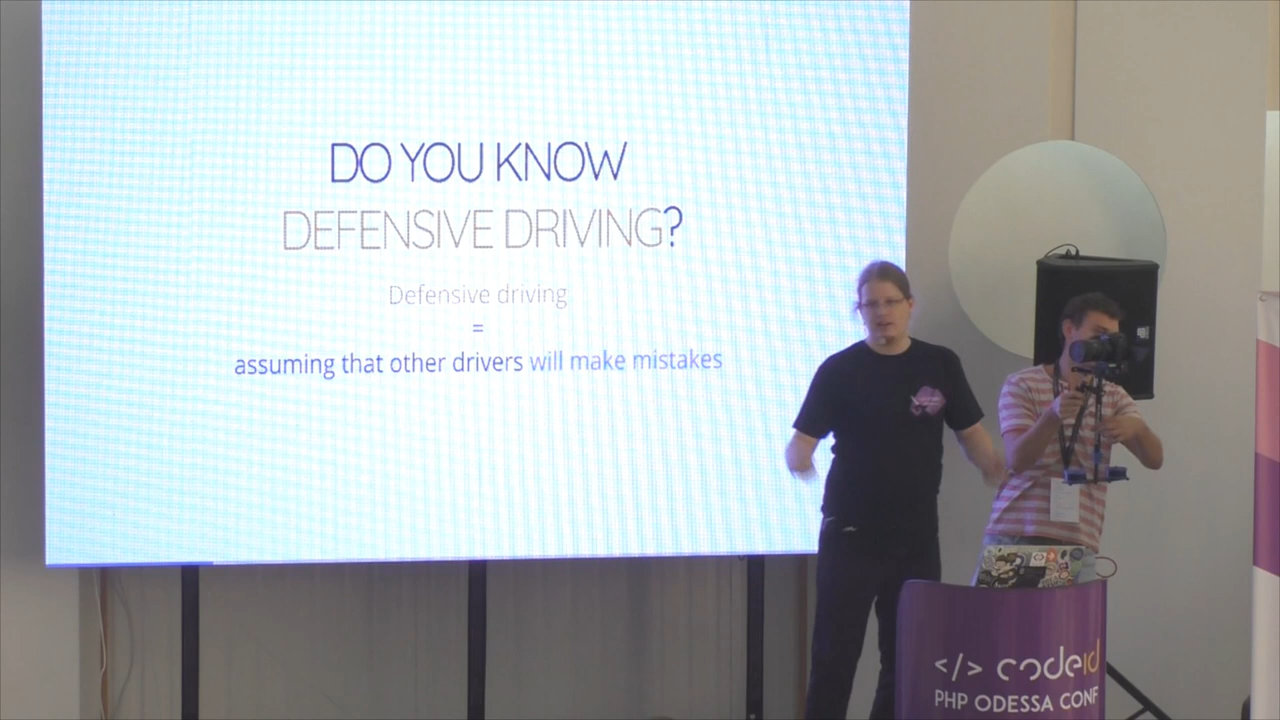 DO YOU KNOW
DEFENSIVE DRIVING?
Defensive driving
=
assuming that other drivers will make mistakes
</> codeid
PHP ODESSA CONF